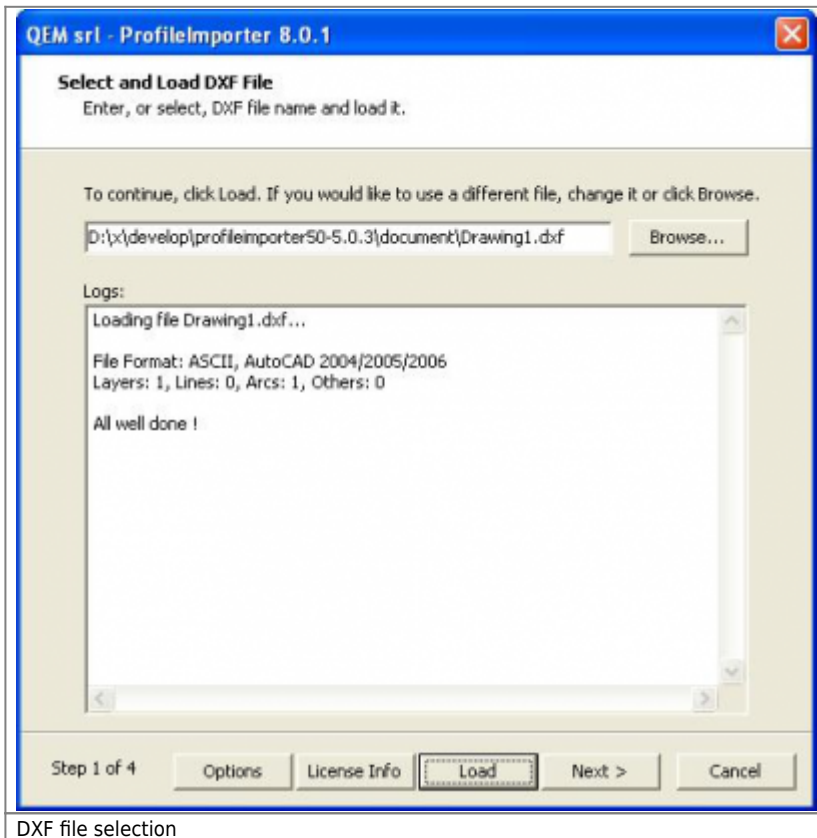 QEM srl - ProfileImporter 8.0.1
Select and Load DXF File
Enter, or select, DXF file name and load it.
To continue, click Load. If you would like to use a different file, change it or click Browse.
D:\x\develop\profileimporter50-5.0.3\document\Drawing1.dxf Browse...
Logs:
Loading file Drawing1.dxf...
File Format: ASCII, AutoCAD 2004/2005/2006
Layers: 1, Lines: 0, Arcs: 1, Others: 0
All well done !
Step 1 of 4 Options License Info Load Next > Cancel
DXF file selection